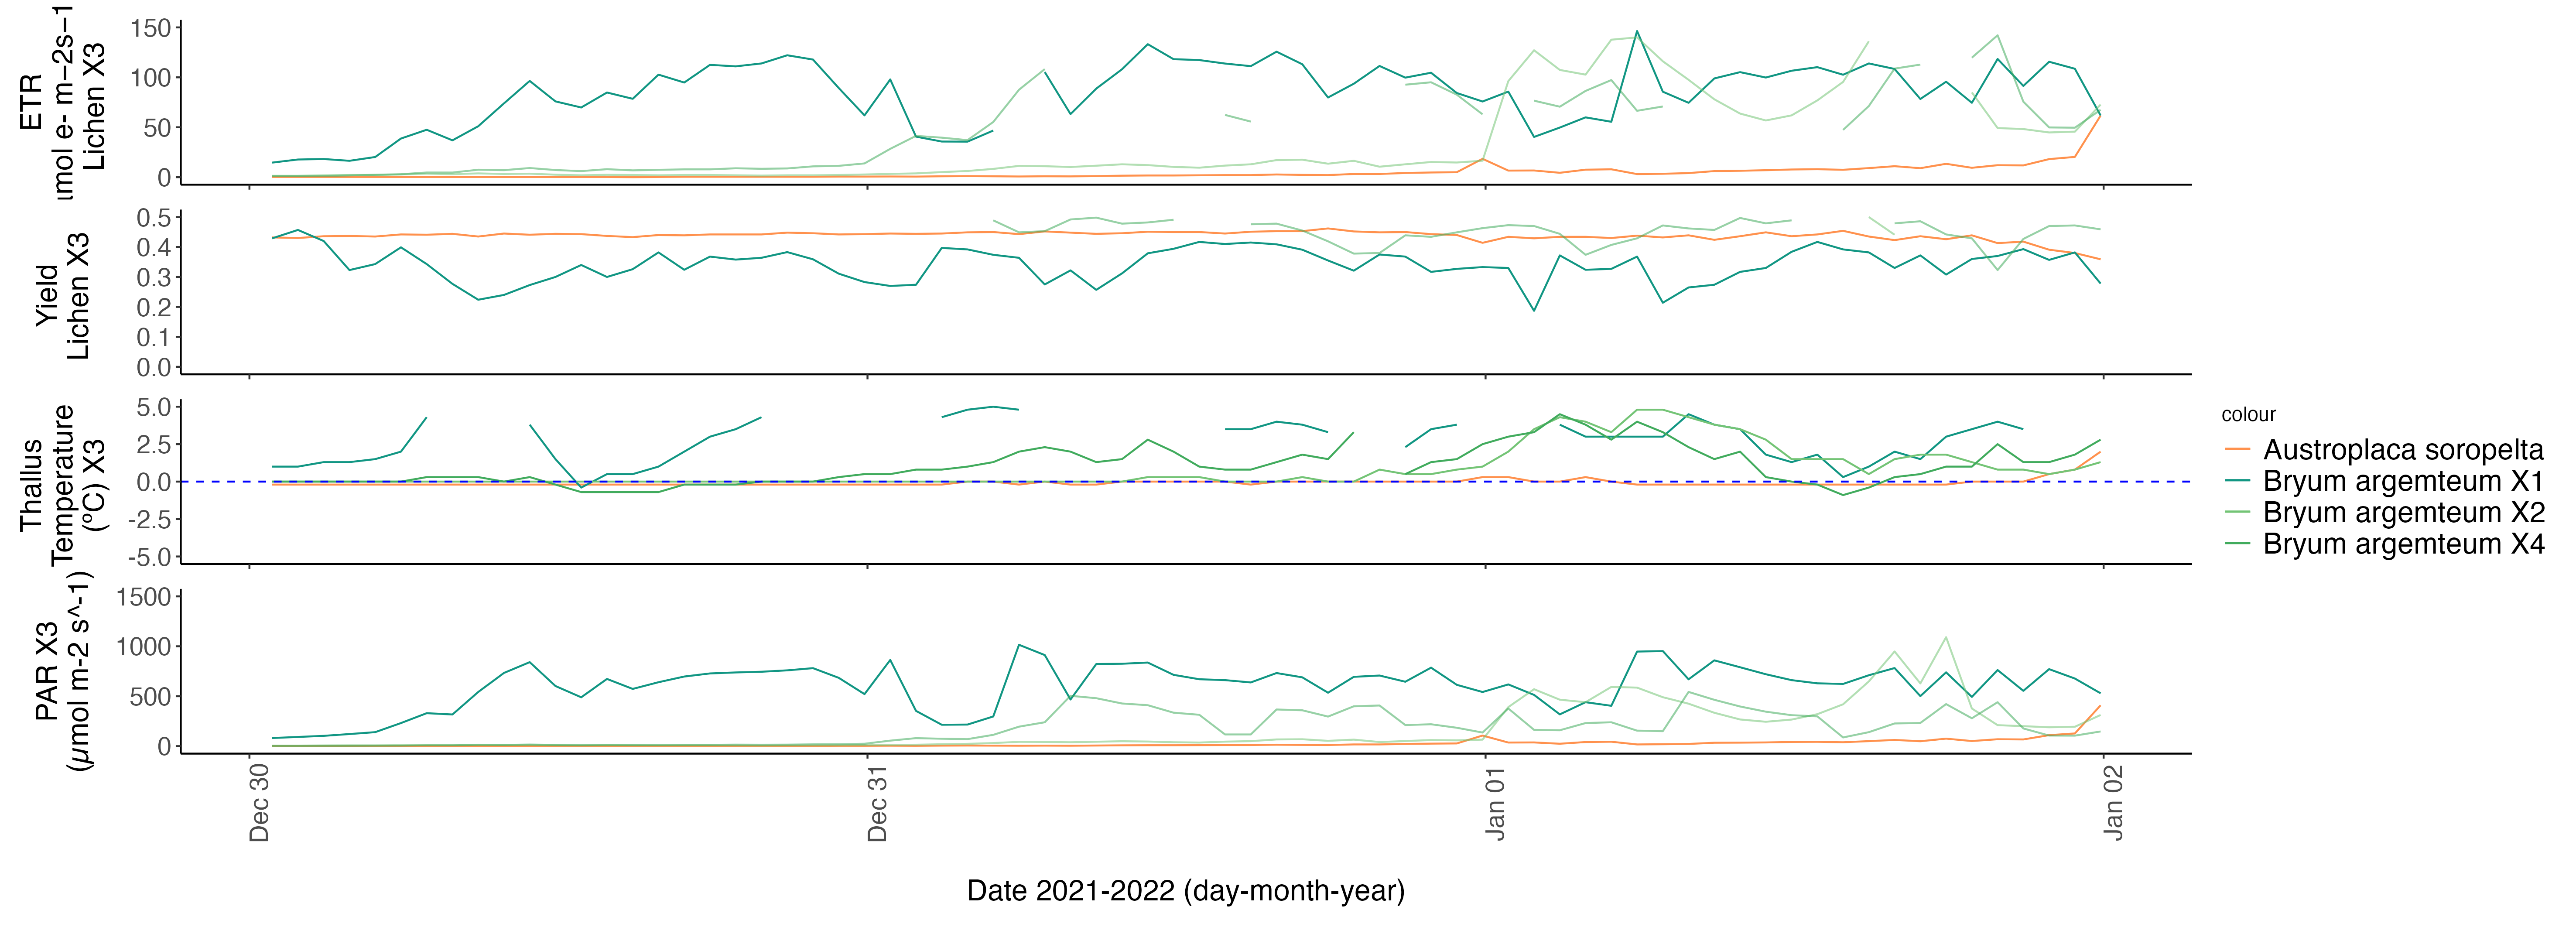 ETR
µmol e- m−2s−1
Lichen X3
150
100
50
0
Yield
Lichen X3
0.5
0.4
0.3
0.2
0.1
0.0
Thallus
Temperature
(ºC) X3
5.0
2.5
0.0
-2.5
-5.0
PAR X3
(µmol m-2 s^-1)
1500
1000
500
0
Dec 30
Dec 31
Jan 01
Jan 02
Date 2021-2022 (day-month-year)
colour
Austroplaca soropelta
Bryum argemteum X1
Bryum argemteum X2
Bryum argemteum X4